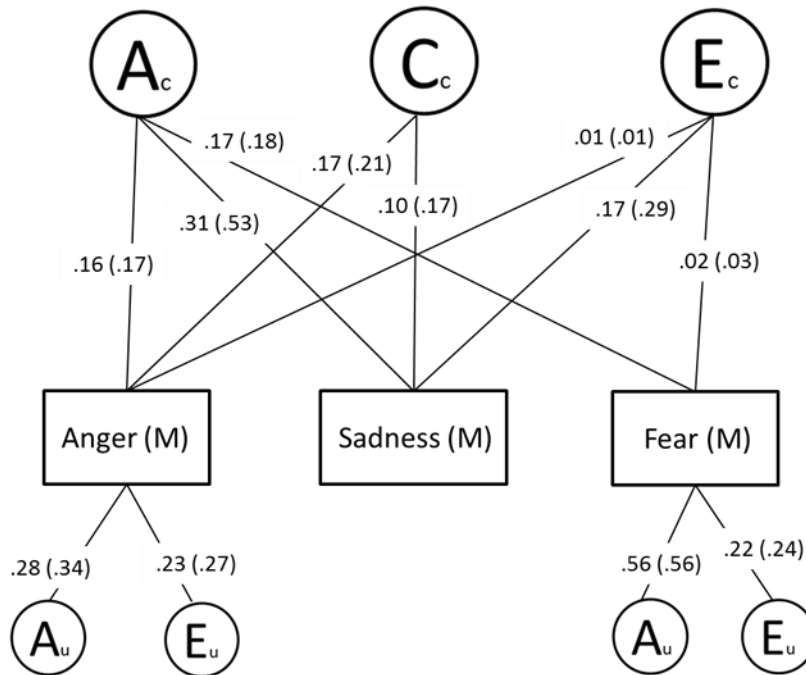 Ac
Cc
Ec
.17 (.18)
.17 (.21)
.01 (.01)
.31 (.53)
.10 (.17)
.17 (.29)
.16 (.17)
.02 (.03)
Anger (M)
Sadness (M)
Fear (M)
.28 (.34)
.23 (.27)
.56 (.56)
.22 (.24)
Au
Eu
Au
Eu